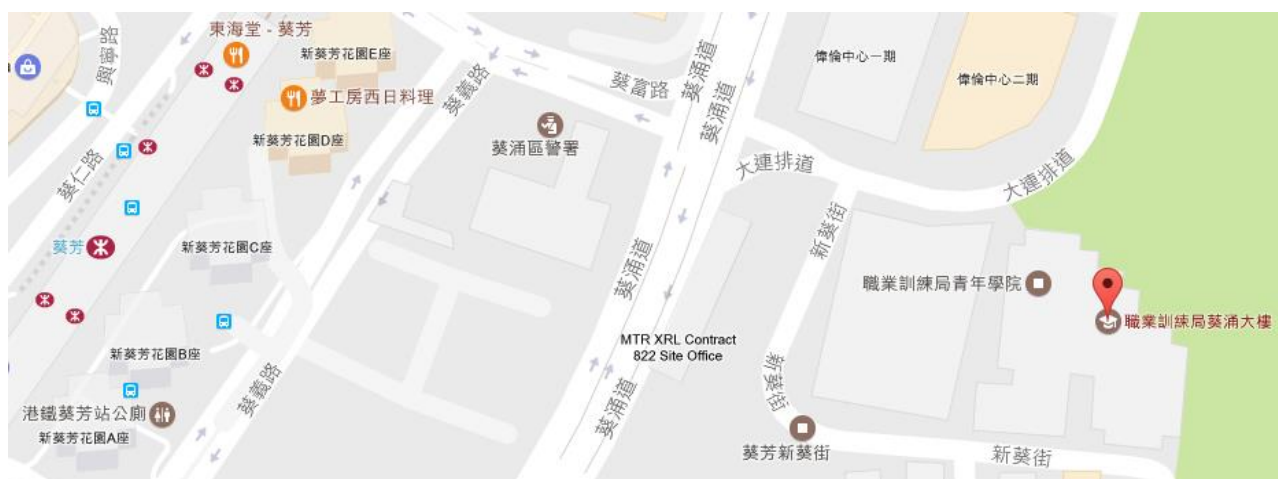 東海堂 - 葵芳
興寧路
新葵芳花園E座
夢工房西日料理
新葵芳花園D座
葵義路
葵涌區警署
葵富路
葵涌道
葵涌道
偉倫中心一期
偉倫中心二期
大連排道
大連排道
葵仁路
葵芳
新葵芳花園C座
新葵街
葵涌道
職業訓練局青年學院
職業訓練局葵涌大樓
MTR XRL Contract
822 Site Office
新葵芳花園B座
葵義路
新葵街
葵涌道
港鐵葵芳站公廁
新葵芳花園A座
葵芳新葵街
新葵街